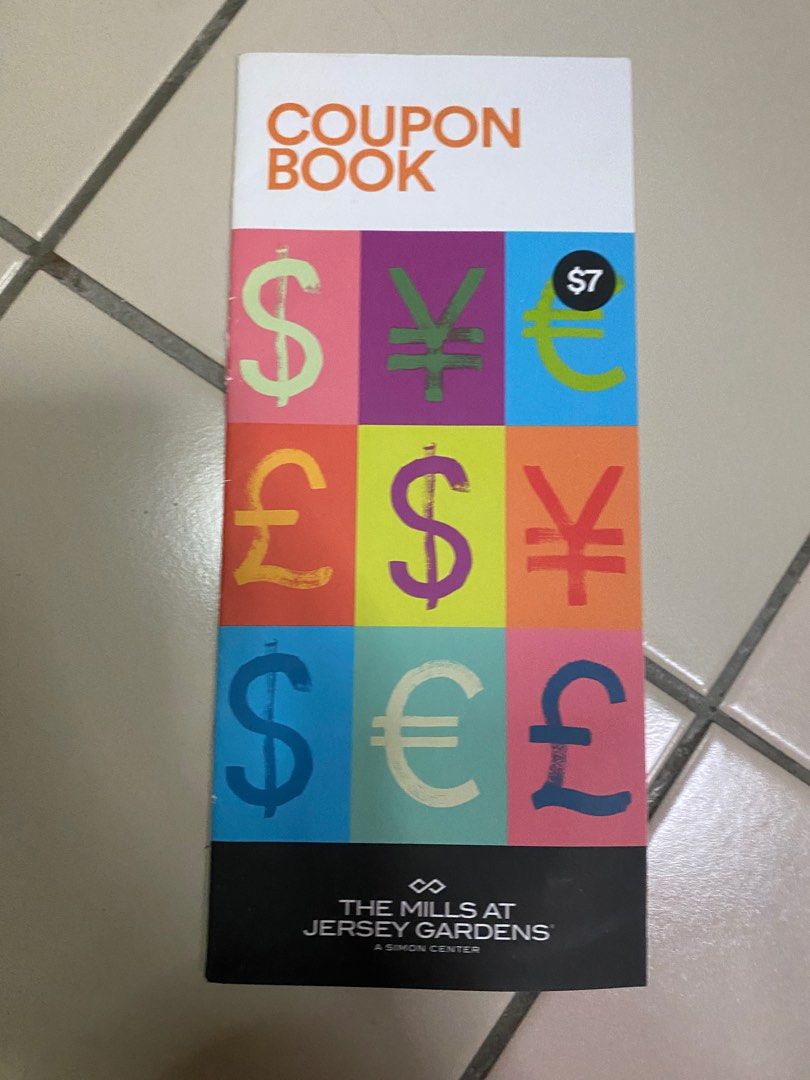 COUPON
BOOK
$ ¥ €
$7
£ $ ¥
$ € £
THE MILLS AT
JERSEY GARDENS®
A SIMON CENTER